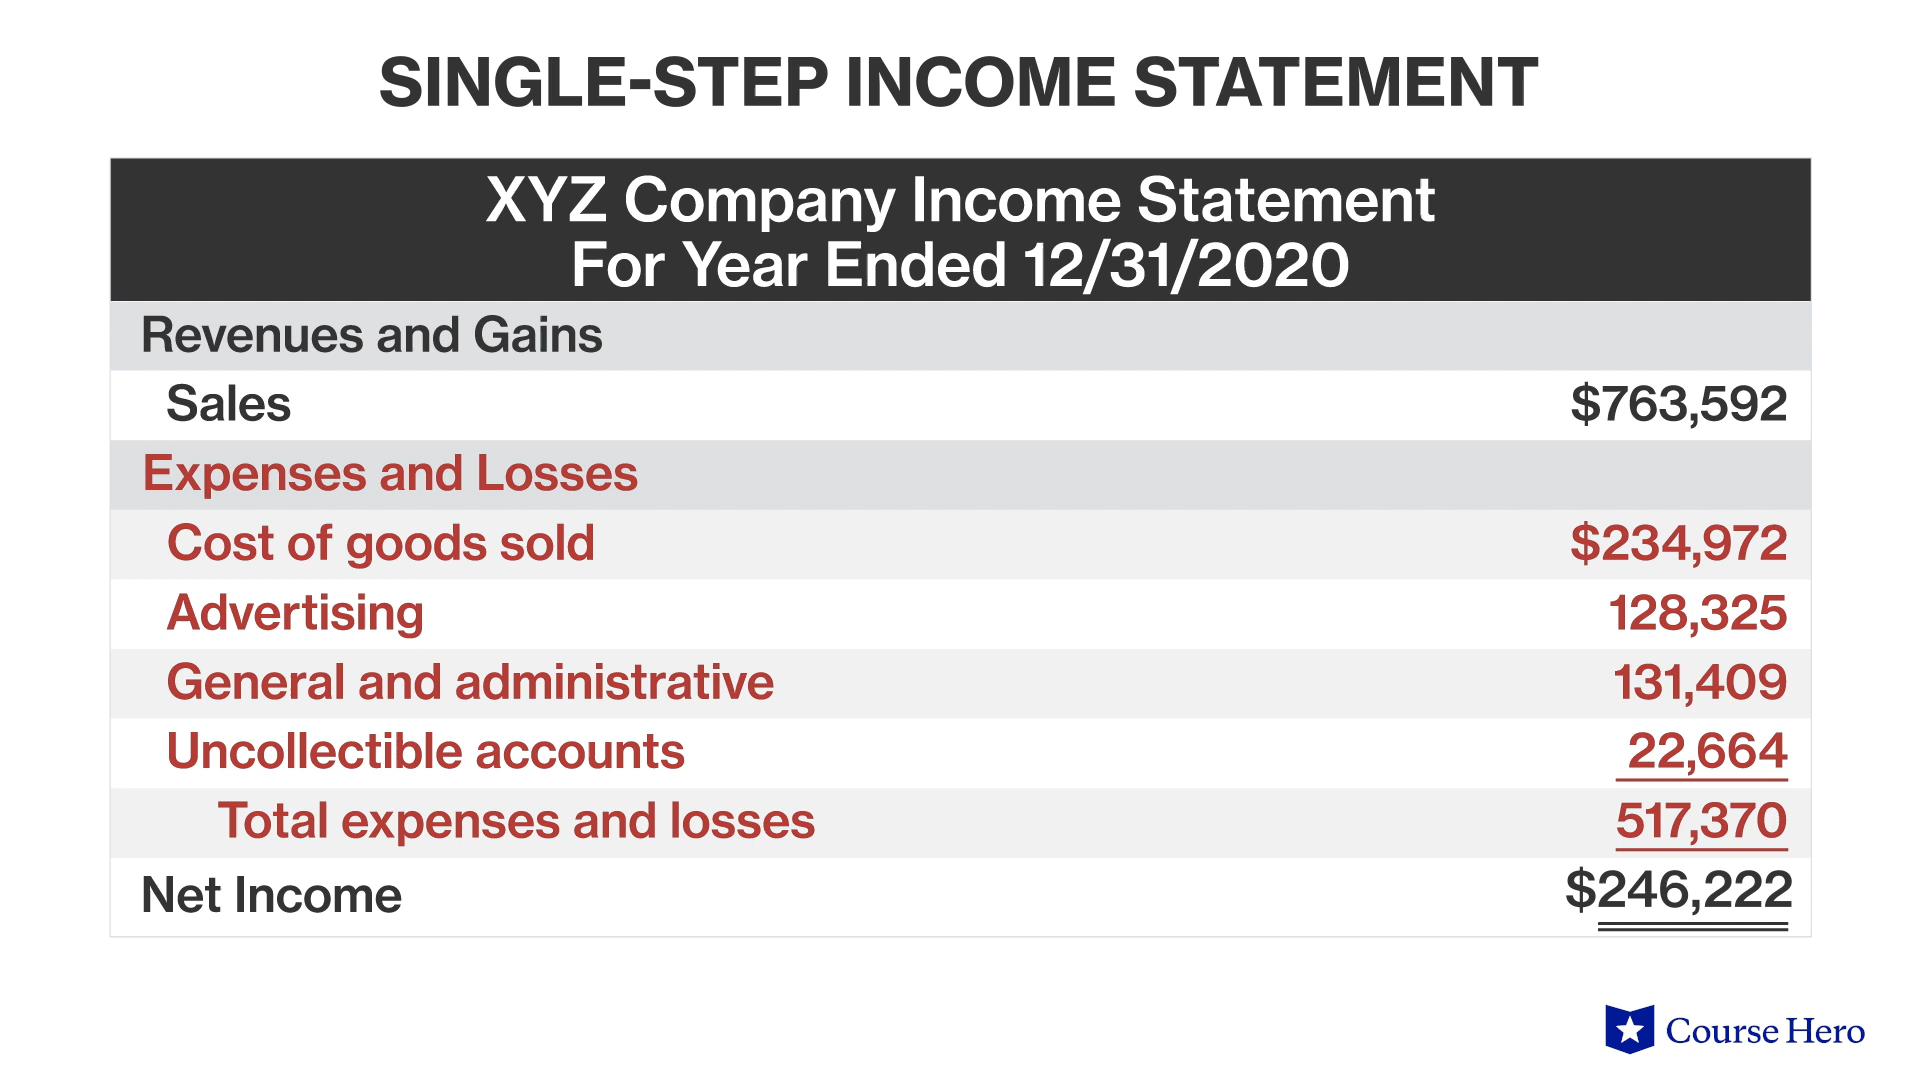 SINGLE-STEP INCOME STATEMENT
XYZ Company Income Statement
For Year Ended 12/31/2020
Revenues and Gains
Sales $763,592
Expenses and Losses
Cost of goods sold $234,972
Advertising 128,325
General and administrative 131,409
Uncollectible accounts 22,664
Total expenses and losses 517,370
Net Income $246,222
Course Hero